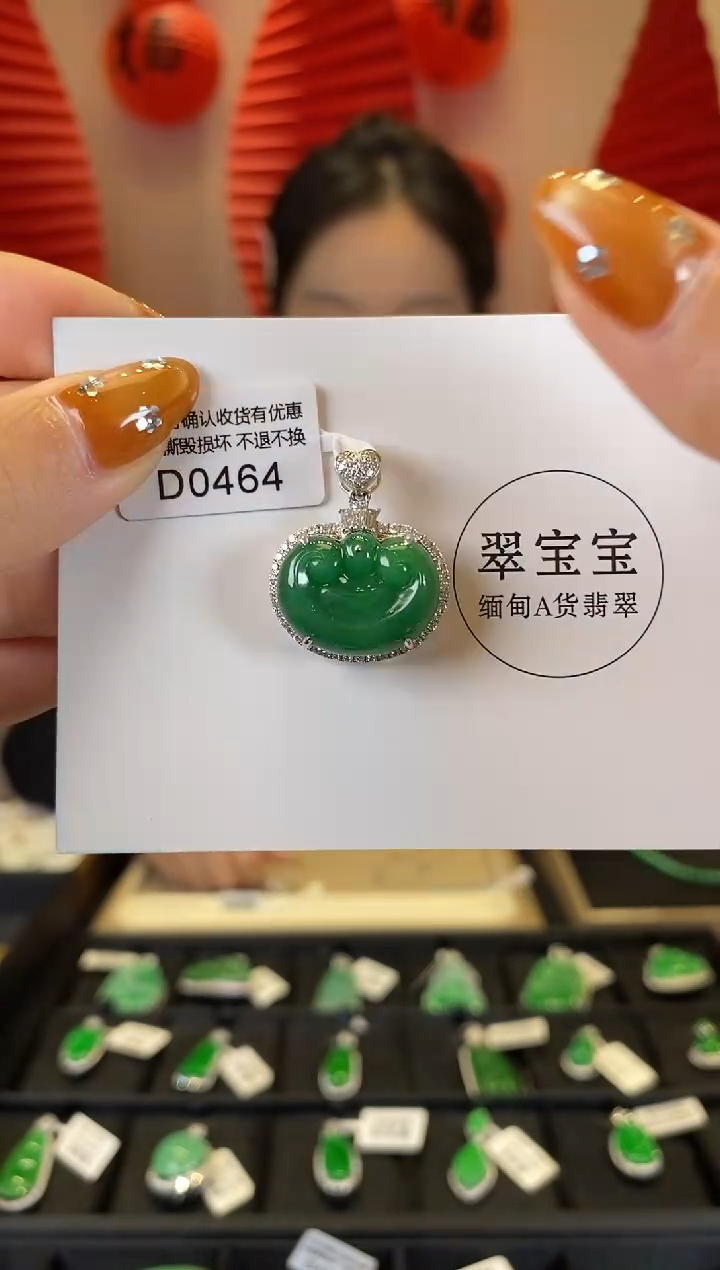 确认收货有优惠
撕毁损坏 不退不换
D0464
翠宝宝
缅甸A货翡翠